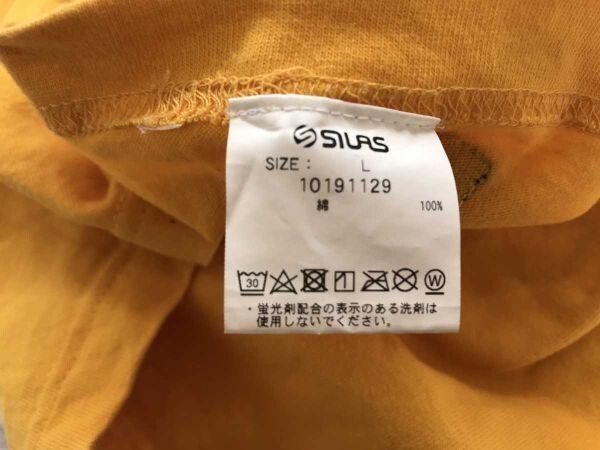 SILAS
SIZE : L
10191129
綿 100%
30 W
・蛍光剤配合の表示のある洗剤は
使用しないでください。